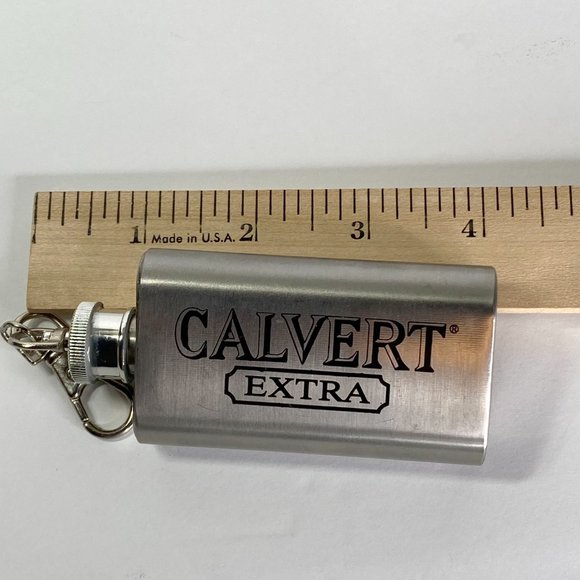 1 Made in U.S.A. 2 3 4
CALVERT®
EXTRA